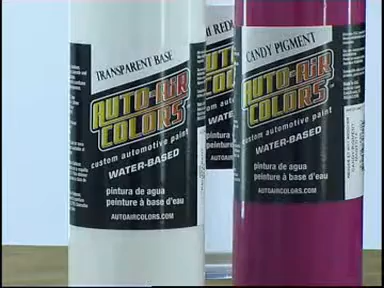 TRANSPARENT BASE
AUTO-AIR
COLORS
custom automotive paint
WATER-BASED
pintura de agua
peinture à base d'eau
AUTOAIRCOLORS.COM
CANDY PIGMENT
AUTO-AIR
COLORS
custom automotive paint
WATER-BASED
pintura de agua
peinture à base d'eau
AUTOAIRCOLORS.COM